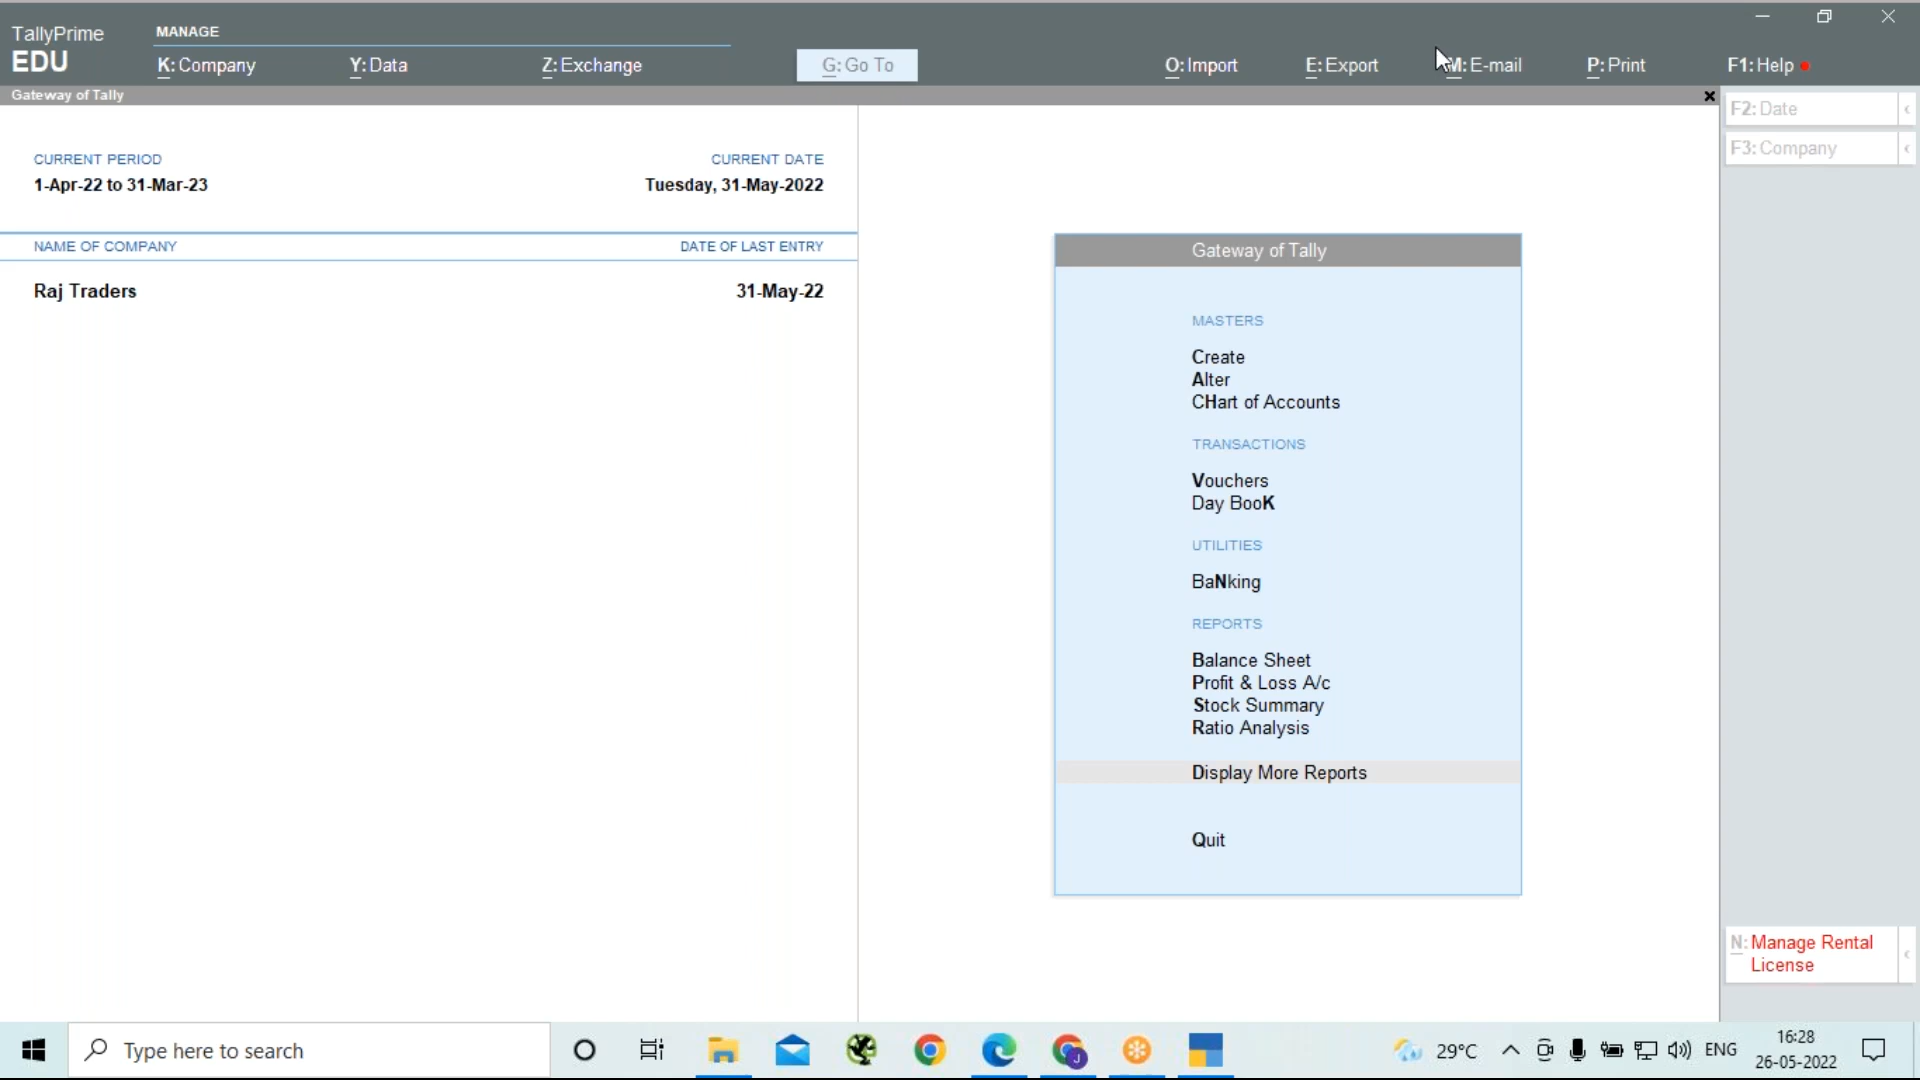 TallyPrime
EDU
MANAGE
K: Company
Y: Data
Z: Exchange
G: Go To
O: Import
E: Export
M: E-mail
P: Print
F1: Help
Gateway of Tally
F2: Date
F3: Company
CURRENT PERIOD
CURRENT DATE
1-Apr-22 to 31-Mar-23
Tuesday, 31-May-2022
NAME OF COMPANY
DATE OF LAST ENTRY
Raj Traders
31-May-22
Gateway of Tally
MASTERS
Create
Alter
CHart of Accounts
TRANSACTIONS
Vouchers
Day BooK
UTILITIES
BaNking
REPORTS
Balance Sheet
Profit & Loss A/c
Stock Summary
Ratio Analysis
Display More Reports
Quit
N: Manage Rental
License
Type here to search
29°C
ENG
16:28
26-05-2022